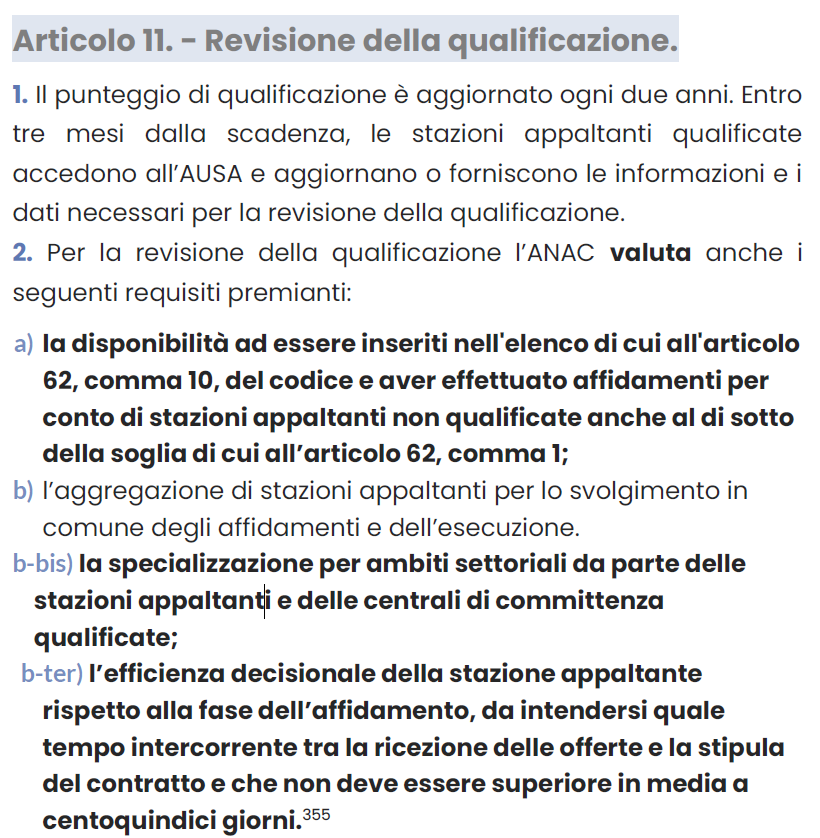 Articolo 11. - Revisione della qualificazione.
1. Il punteggio di qualificazione è aggiornato ogni due anni. Entro
tre mesi dalla scadenza, le stazioni appaltanti qualificate
accedono all’AUSA e aggiornano o forniscono le informazioni e i
dati necessari per la revisione della qualificazione.
2. Per la revisione della qualificazione l’ANAC valuta anche i
seguenti requisiti premianti:
a) la disponibilità ad essere inseriti nell'elenco di cui all'articolo
62, comma 10, del codice e aver effettuato affidamenti per
conto di stazioni appaltanti non qualificate anche al di sotto
della soglia di cui all’articolo 62, comma 1;
b) l’aggregazione di stazioni appaltanti per lo svolgimento in
comune degli affidamenti e dell’esecuzione.
b-bis) la specializzazione per ambiti settoriali da parte delle
stazioni appaltanti e delle centrali di committenza
qualificate;
b-ter) l’efficienza decisionale della stazione appaltante
rispetto alla fase dell’affidamento, da intendersi quale
tempo intercorrente tra la ricezione delle offerte e la stipula
del contratto e che non deve essere superiore in media a
centoquindici giorni.355